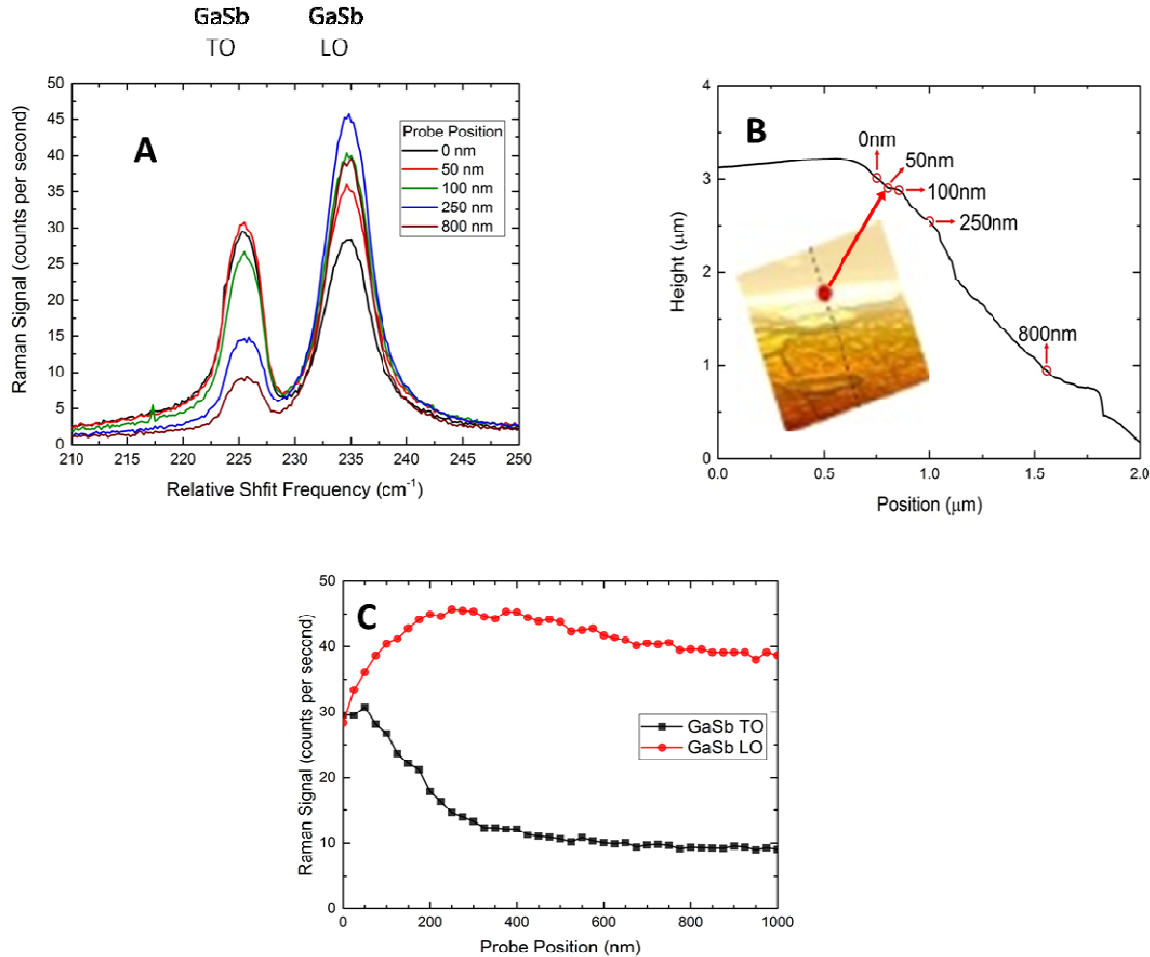 GaSb GaSb
TO LO
A
Raman Signal (counts per second)
50
45
40
35
30
25
20
15
10
5
0
210 215 220 225 230 235 240 245 250
Relative Shfit Frequency (cm⁻¹)
Probe Position
0 nm
50 nm
100 nm
250 nm
800 nm
B
Height (μm)
4
3
2
1
0
0.0 0.5 1.0 1.5 2.0
Position (μm)
0nm
50nm
100nm
250nm
800nm
C
Raman Signal (counts per second)
50
40
30
20
10
0
0 200 400 600 800 1000
Probe Position (nm)
GaSb TO
GaSb LO